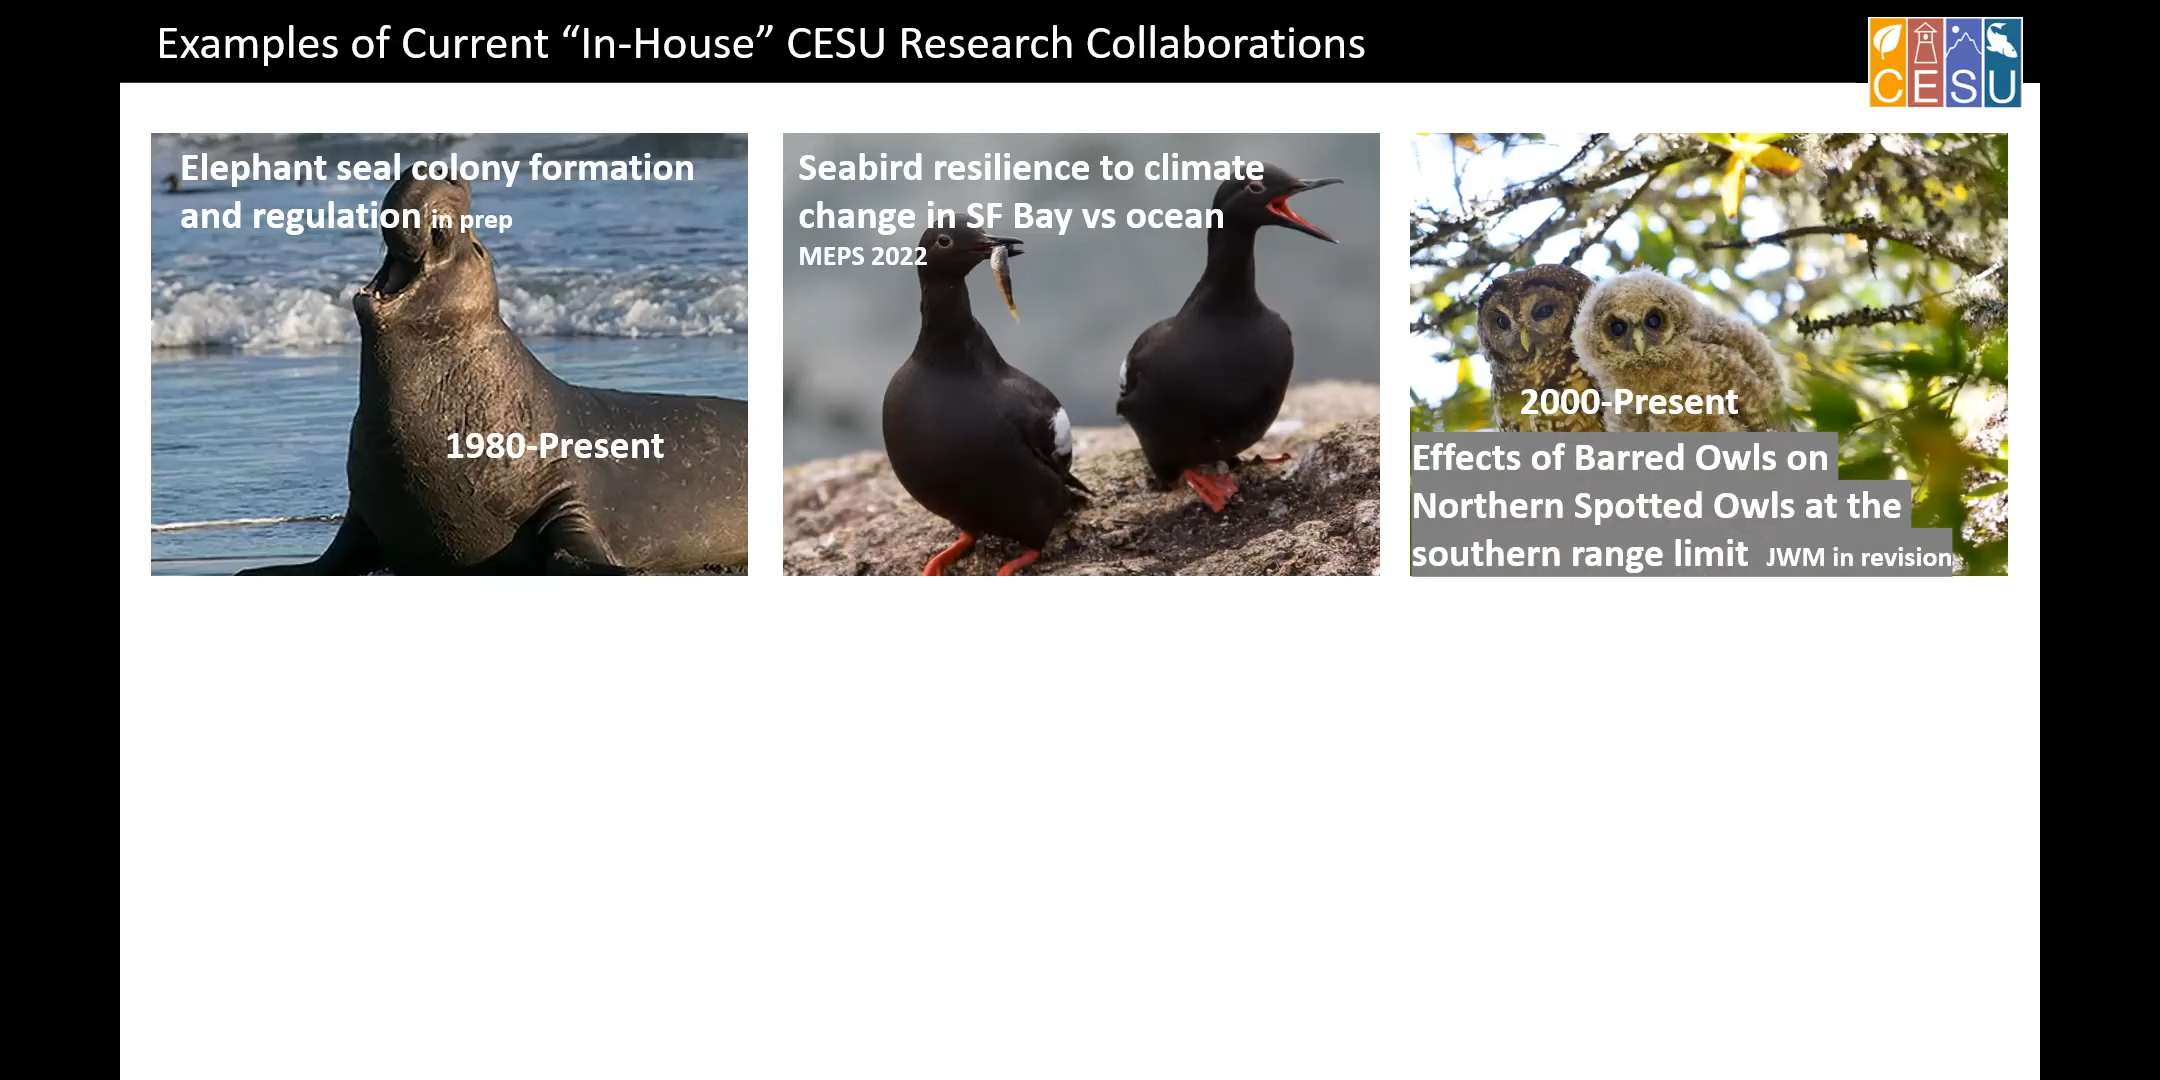 Examples of Current “In-House” CESU Research Collaborations
CESU
Elephant seal colony formation
and regulation in prep
1980-Present
Seabird resilience to climate
change in SF Bay vs ocean
MEPS 2022
2000-Present
Effects of Barred Owls on
Northern Spotted Owls at the
southern range limit JWM in revision